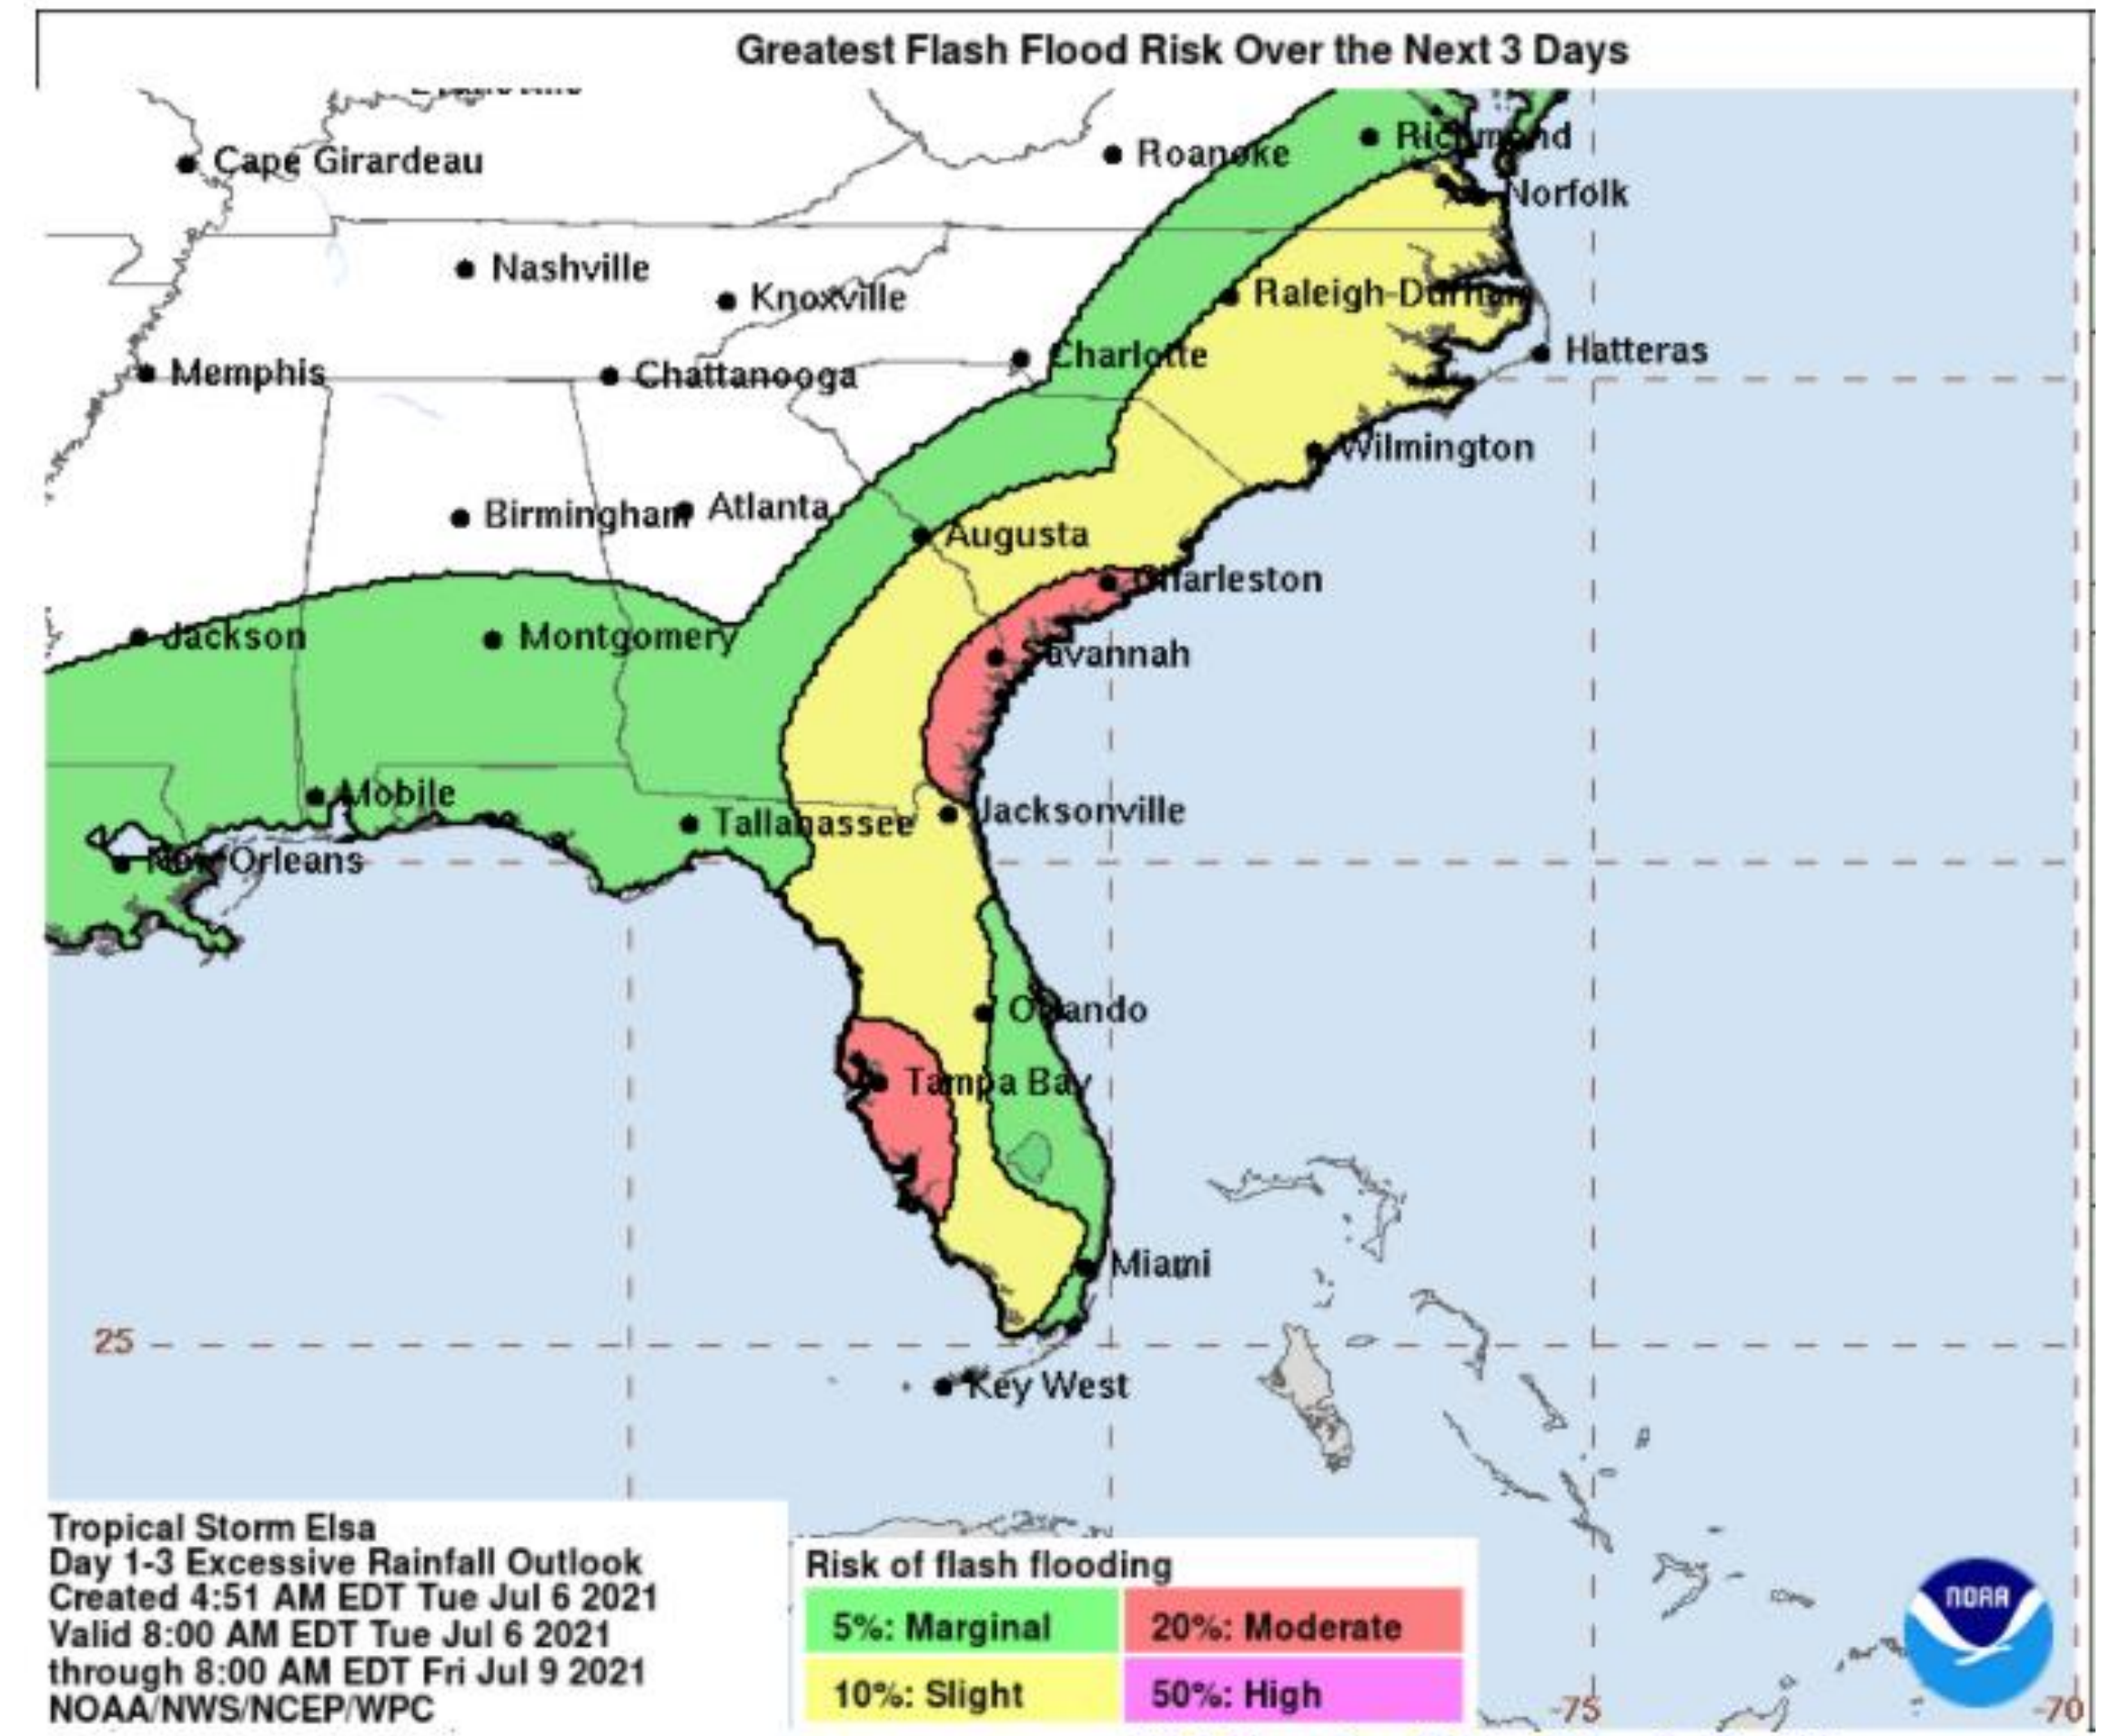 Greatest Flash Flood Risk Over the Next 3 Days
Richmond
Roanoke
Cape Girardeau
Norfolk
Nashville
Knoxville
Raleigh-Durham
Charlotte
Hatteras
Memphis
Chattanooga
Wilmington
Birmingham
Atlanta
Augusta
Charleston
Jackson
Montgomery
Savannah
Mobile
Tallahassee
Jacksonville
New Orleans
Orlando
Tampa Bay
Miami
25
Key West
Tropical Storm Elsa
Day 1-3 Excessive Rainfall Outlook
Created 4:51 AM EDT Tue Jul 6 2021
Valid 8:00 AM EDT Tue Jul 6 2021
through 8:00 AM EDT Fri Jul 9 2021
NOAA/NWS/NCEP/WPC
Risk of flash flooding
5%: Marginal
20%: Moderate
10%: Slight
50%: High
NOAA
-75
-70